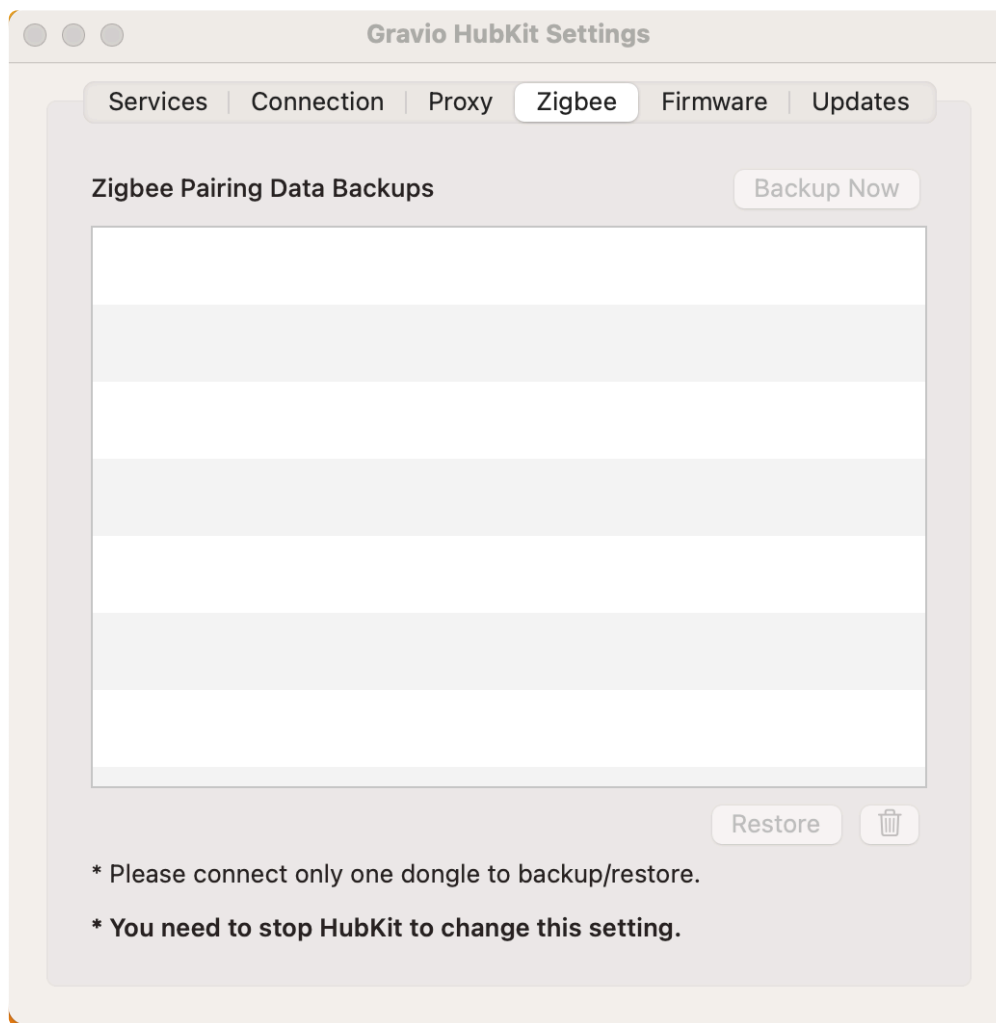 Gravio HubKit Settings
Services Connection Proxy Zigbee Firmware Updates
Zigbee Pairing Data Backups Backup Now
Restore
* Please connect only one dongle to backup/restore.
* You need to stop HubKit to change this setting.